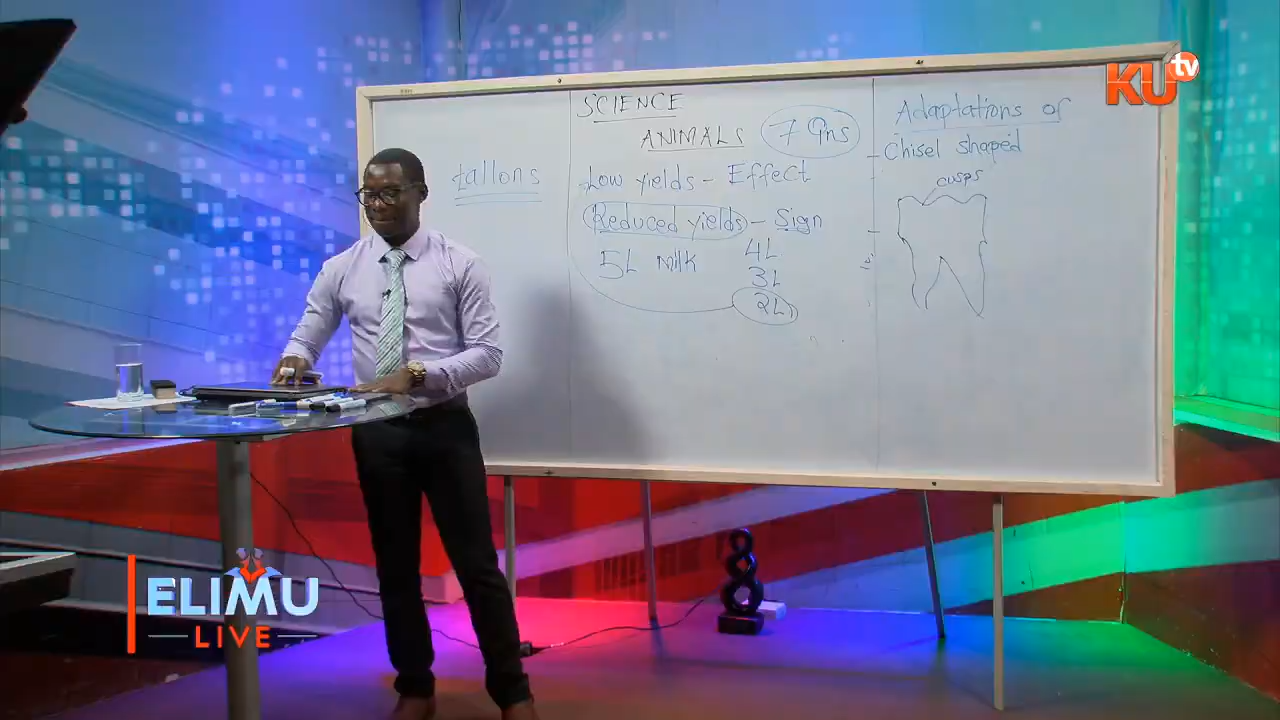 tallons
SCIENCE
ANIMALS 7 Qns
Low yields - Effect
Reduced yields - Sign
5L Milk 4L
3L
2L
Adaptations of
Chisel shaped
cusps
KU tv
ELIMU
LIVE